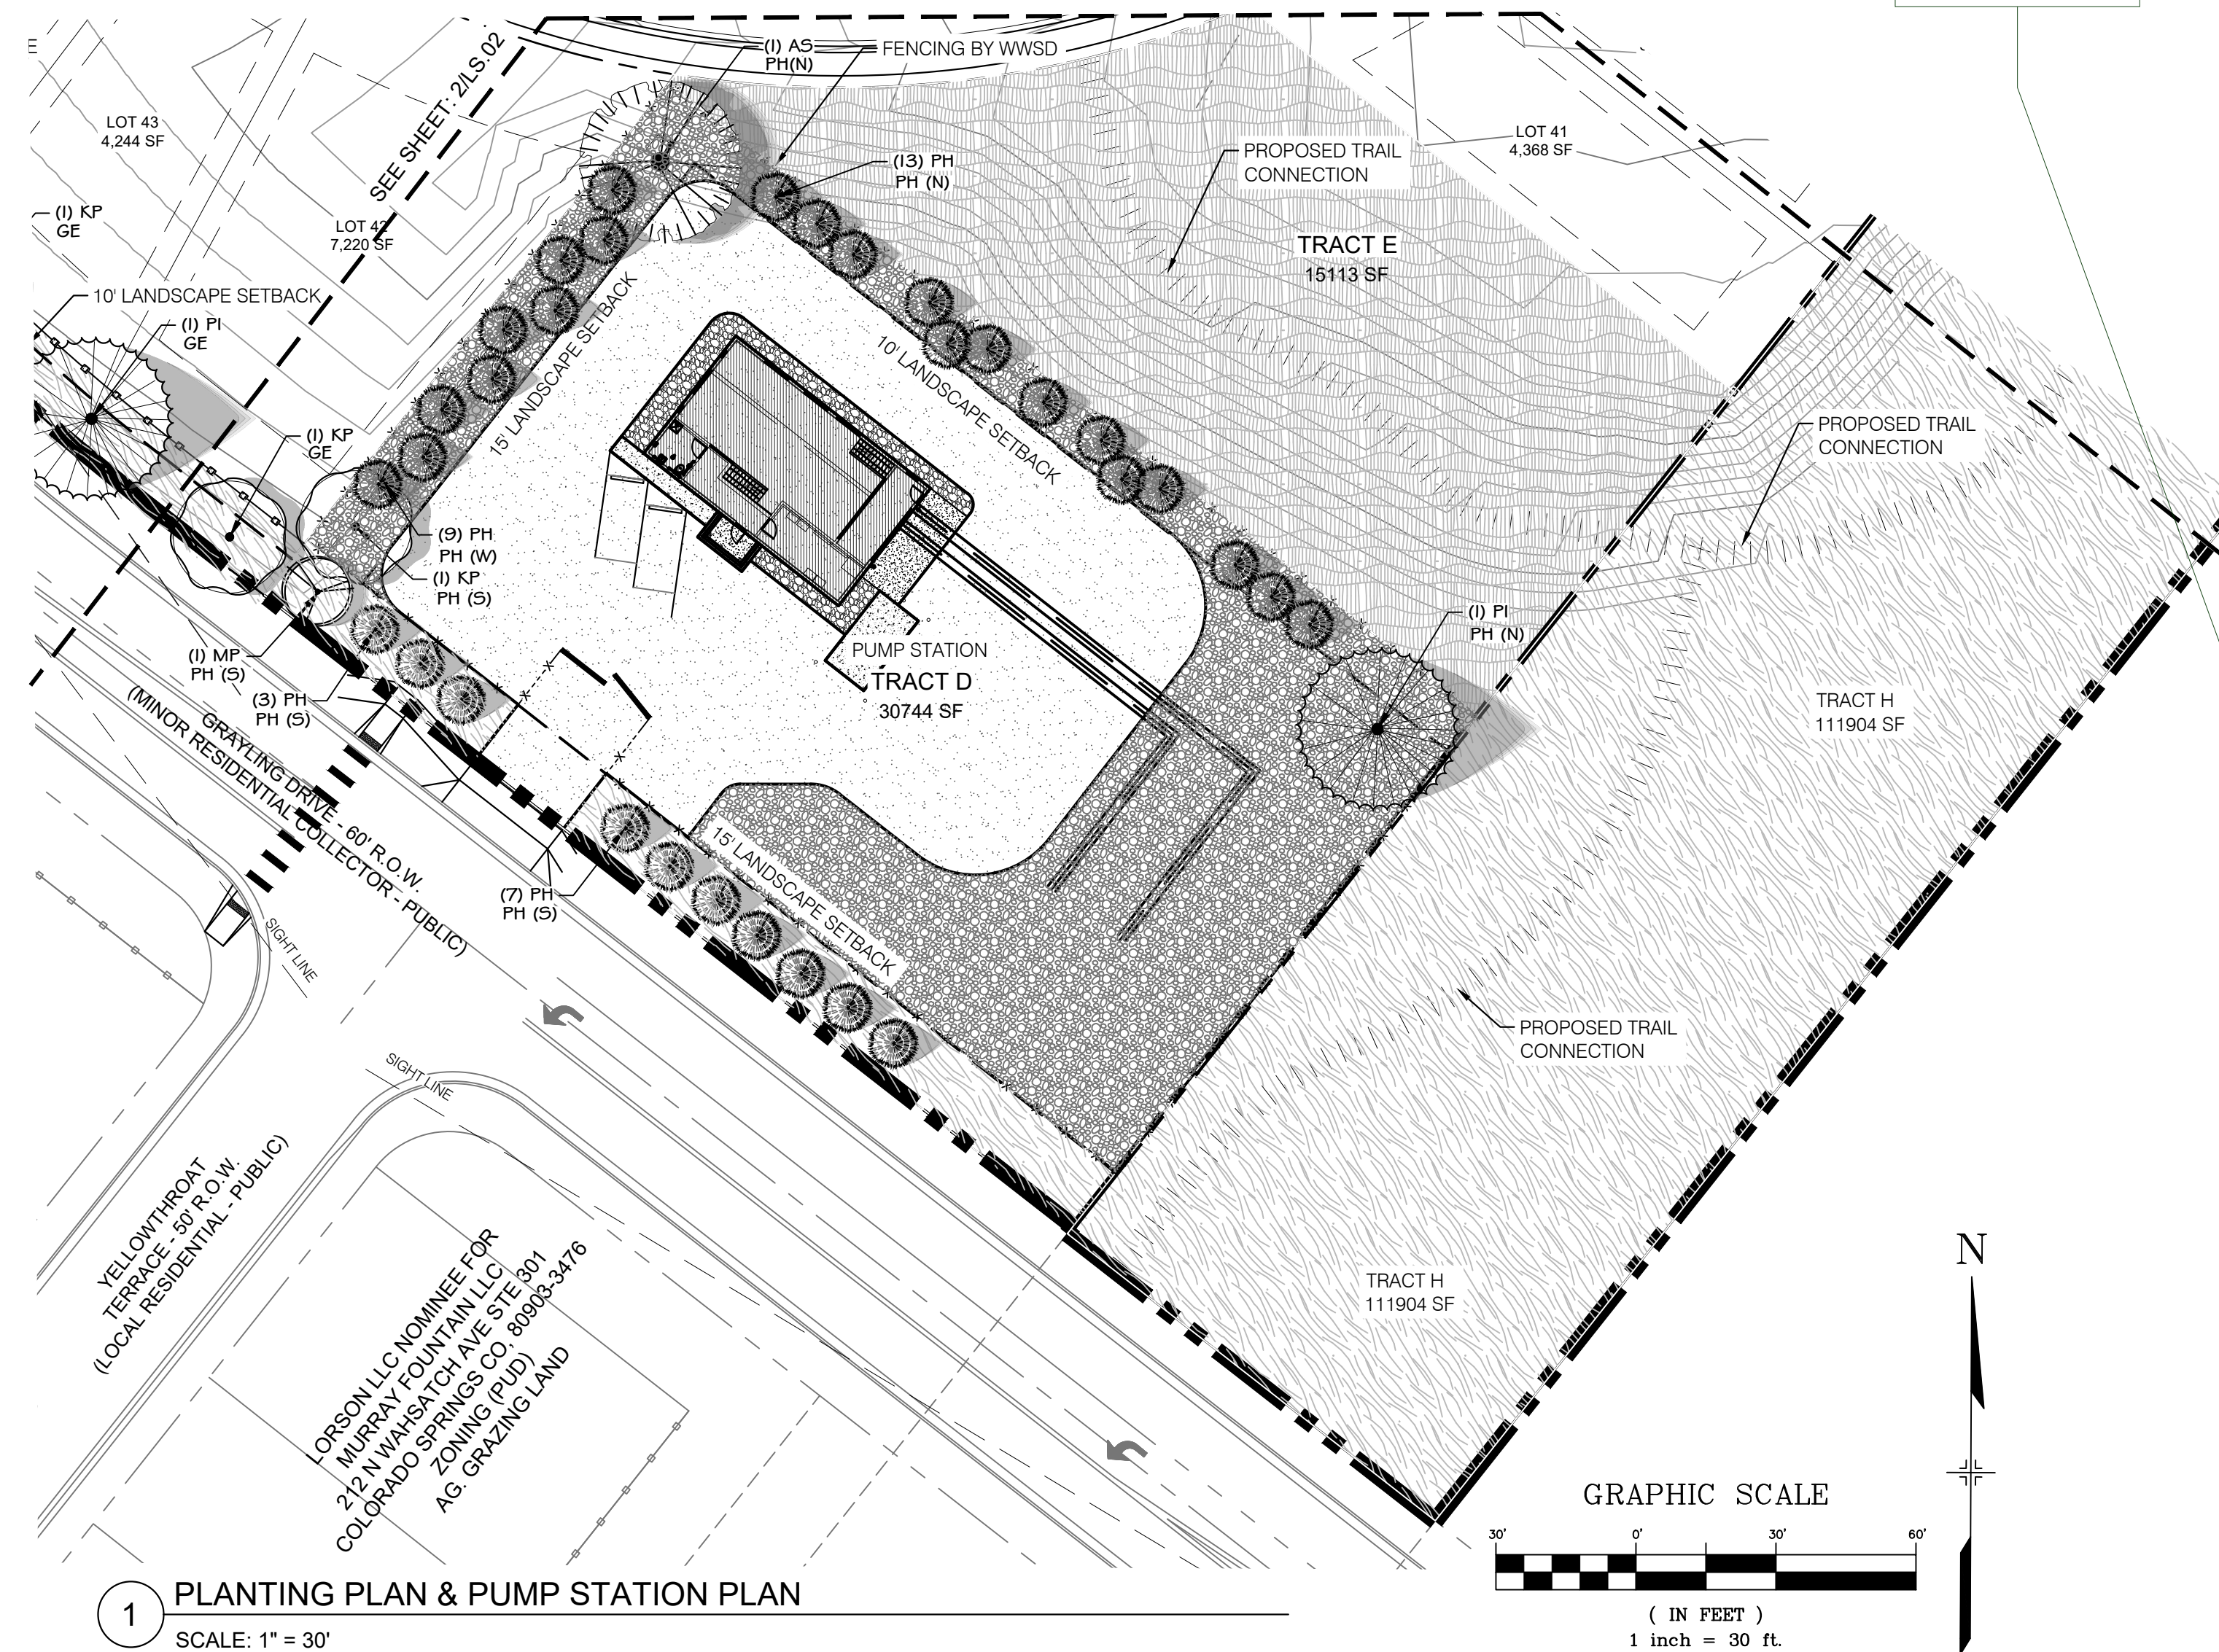 (1) AS
PH(N)
FENCING BY WWSD
SEE SHEET: 2/LS.02
LOT 43
4,244 SF
(13) PH
PH (N)
PROPOSED TRAIL
CONNECTION
LOT 41
4,368 SF
(1) KP
GE
LOT 42
7,220 SF
TRACT E
15113 SF
10' LANDSCAPE SETBACK
(1) PI
GE
15' LANDSCAPE SETBACK
10' LANDSCAPE SETBACK
PROPOSED TRAIL
CONNECTION
(1) KP
GE
(9) PH
PH (W)
(1) KP
PH (S)
(1) PI
PH (N)
(1) MP
PH (S)
(3) PH
PH (S)
PUMP STATION
TRACT D
30744 SF
TRACT H
111904 SF
GRAYLING DRIVE - 60' R.O.W.
(MINOR RESIDENTIAL COLLECTOR - PUBLIC)
15' LANDSCAPE SETBACK
(7) PH
PH (S)
SIGHT LINE
PROPOSED TRAIL
CONNECTION
SIGHT LINE
YELLOWTHROAT
TERRACE - 50' R.O.W.
(LOCAL RESIDENTIAL - PUBLIC)
LORSON LLC NOMINEE FOR
MURRAY FOUNTAIN LLC
212 N WAHSATCH AVE STE 301
COLORADO SPRINGS CO, 80903-3476
ZONING (PUD)
AG. GRAZING LAND
TRACT H
111904 SF
N
GRAPHIC SCALE
30' 0' 30' 60'
( IN FEET )
1 inch = 30 ft.
1
PLANTING PLAN & PUMP STATION PLAN
SCALE: 1" = 30'